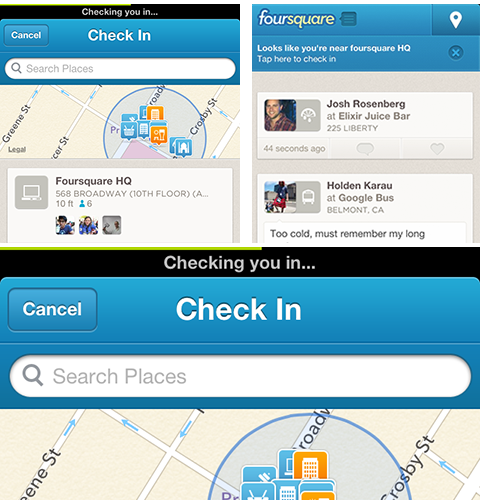 Checking you in...
Cancel
Check In
Search Places
Greene St
Broadway
Crosby St
Pr
Legal
Foursquare HQ
568 BROADWAY (10TH FLOOR) (A...
10 ft 6
foursquare
Looks like you're near foursquare HQ
Tap here to check in
Josh Rosenberg
at Elixir Juice Bar
225 LIBERTY
44 seconds ago
Holden Karau
at Google Bus
BELMONT, CA
Too cold, must remember my long
Checking you in...
Cancel
Check In
Search Places
Greene St
roadw
Crosby St
Pr